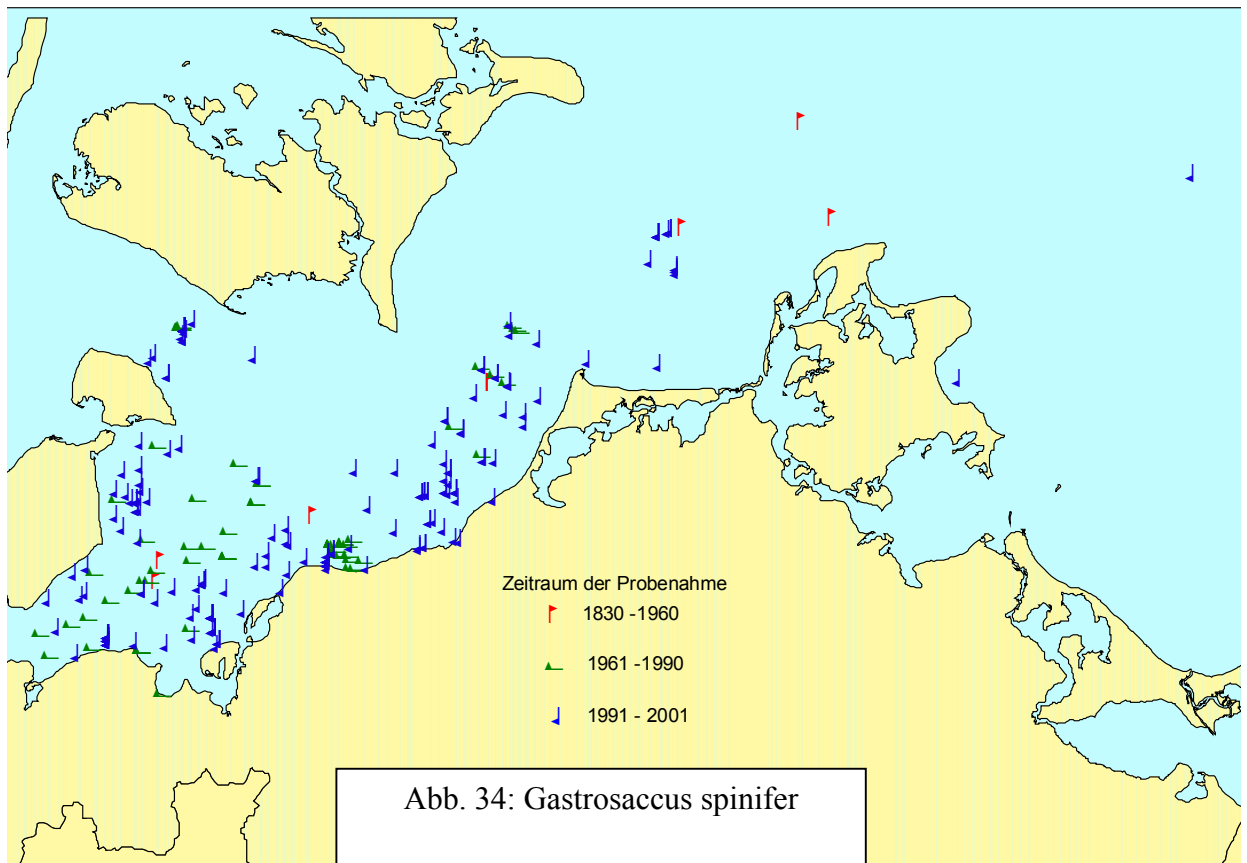 Zeitraum der Probenahme
1830 -1960
1961 -1990
1991 - 2001
Abb. 34: Gastrosaccus spinifer